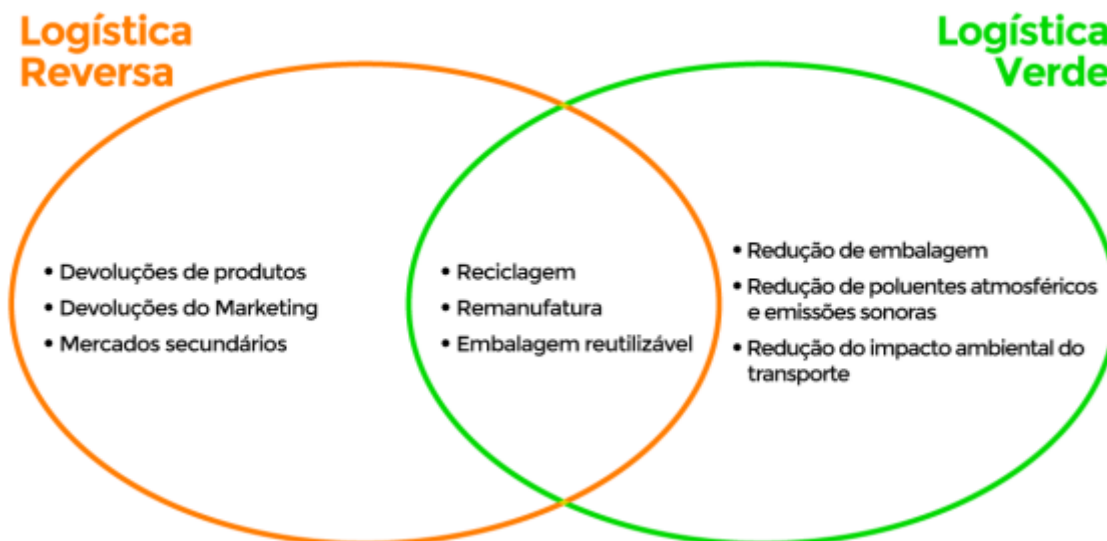 Logística
Reversa
Logística
Verde
• Devoluções de produtos
• Devoluções do Marketing
• Mercados secundários
• Reciclagem
• Remanufatura
• Embalagem reutilizável
• Redução de embalagem
• Redução de poluentes atmosféricos
e emissões sonoras
• Redução do impacto ambiental do
transporte